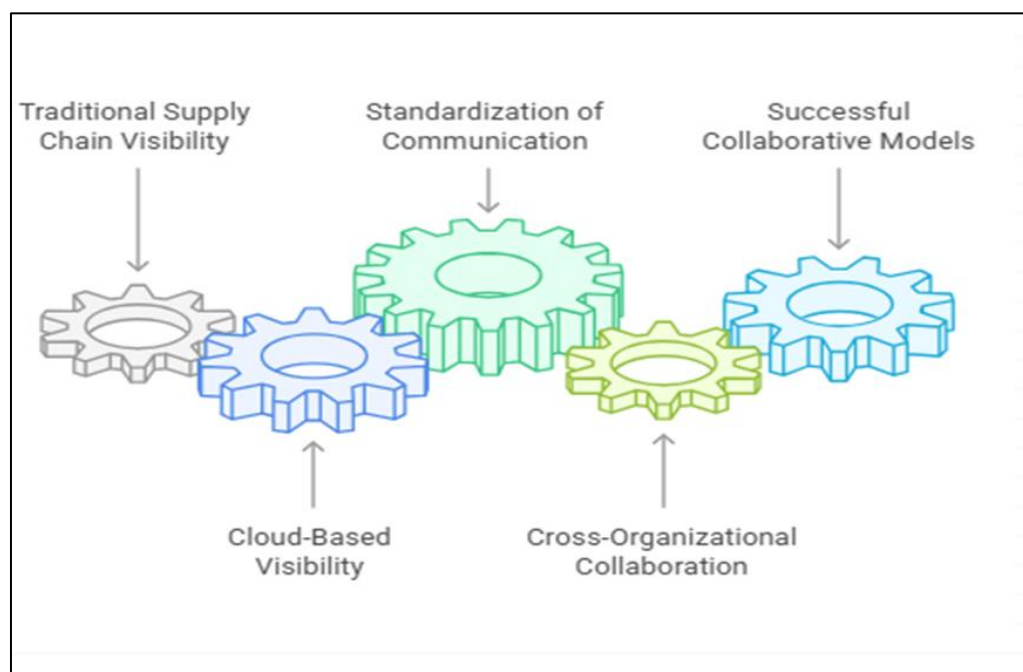 Traditional Supply
Chain Visibility
Standardization of
Communication
Successful
Collaborative Models
Cloud-Based
Visibility
Cross-Organizational
Collaboration